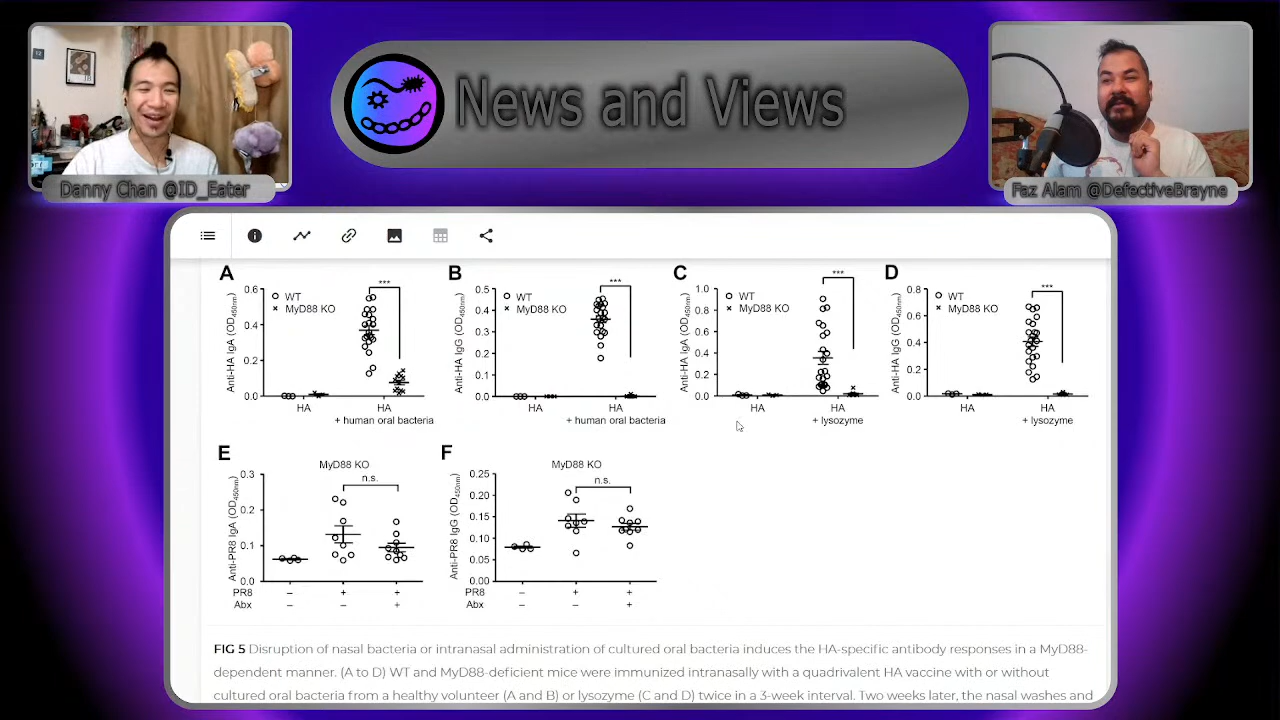 News and Views
Danny Chan @ID_Eater
Faz Alam @DefectiveBrayne
A
WT
MyD88 KO
***
Anti-HA IgA (OD450nm)
0.6
0.4
0.2
0.0
HA
HA
+ human oral bacteria
B
WT
MyD88 KO
***
Anti-HA IgG (OD450nm)
0.5
0.4
0.3
0.2
0.1
0.0
HA
HA
+ human oral bacteria
C
WT
MyD88 KO
***
Anti-HA IgA (OD450nm)
1.0
0.8
0.6
0.4
0.2
0.0
HA
HA
+ lysozyme
D
WT
MyD88 KO
***
Anti-HA IgG (OD450nm)
0.8
0.6
0.4
0.2
0.0
HA
HA
+ lysozyme
E
MyD88 KO
n.s.
Anti-PR8 IgA (OD450nm)
0.3
0.2
0.1
0.0
PR8 – + +
Abx – – +
F
MyD88 KO
n.s.
Anti-PR8 IgG (OD450nm)
0.25
0.20
0.15
0.10
0.05
0.00
PR8 – + +
Abx – – +
FIG 5 Disruption of nasal bacteria or intranasal administration of cultured oral bacteria induces the HA-specific antibody responses in a MyD88-
dependent manner. (A to D) WT and MyD88-deficient mice were immunized intranasally with a quadrivalent HA vaccine with or without
cultured oral bacteria from a healthy volunteer (A and B) or lysozyme (C and D) twice in a 3-week interval. Two weeks later, the nasal washes and